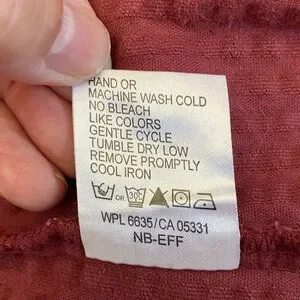 HAND OR
MACHINE WASH COLD
NO BLEACH
LIKE COLORS
GENTLE CYCLE
TUMBLE DRY LOW
REMOVE PROMPTLY
COOL IRON
OR 30°
WPL 6635/CA 05331
NB-EFF